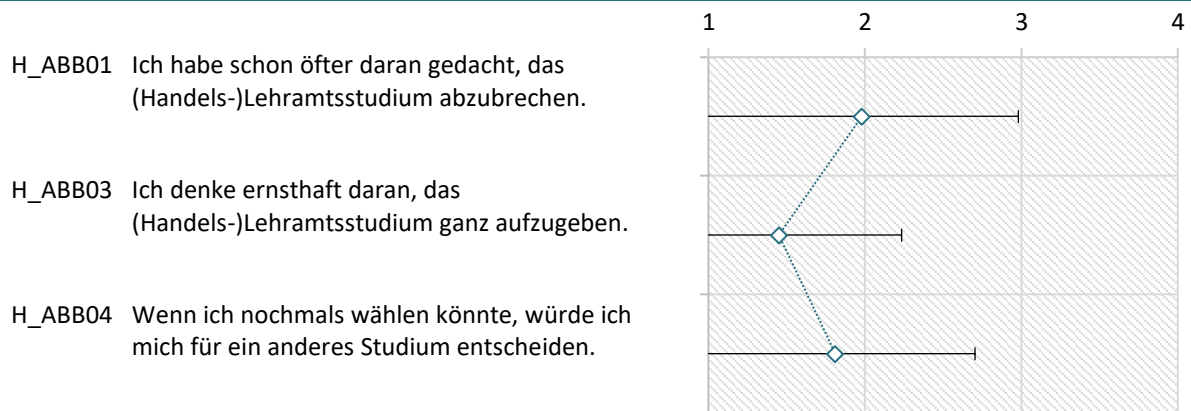 1 2 3 4
H_ABB01 Ich habe schon öfter daran gedacht, das
(Handels-)Lehramtsstudium abzubrechen.
H_ABB03 Ich denke ernsthaft daran, das
(Handels-)Lehramtsstudium ganz aufzugeben.
H_ABB04 Wenn ich nochmals wählen könnte, würde ich
mich für ein anderes Studium entscheiden.